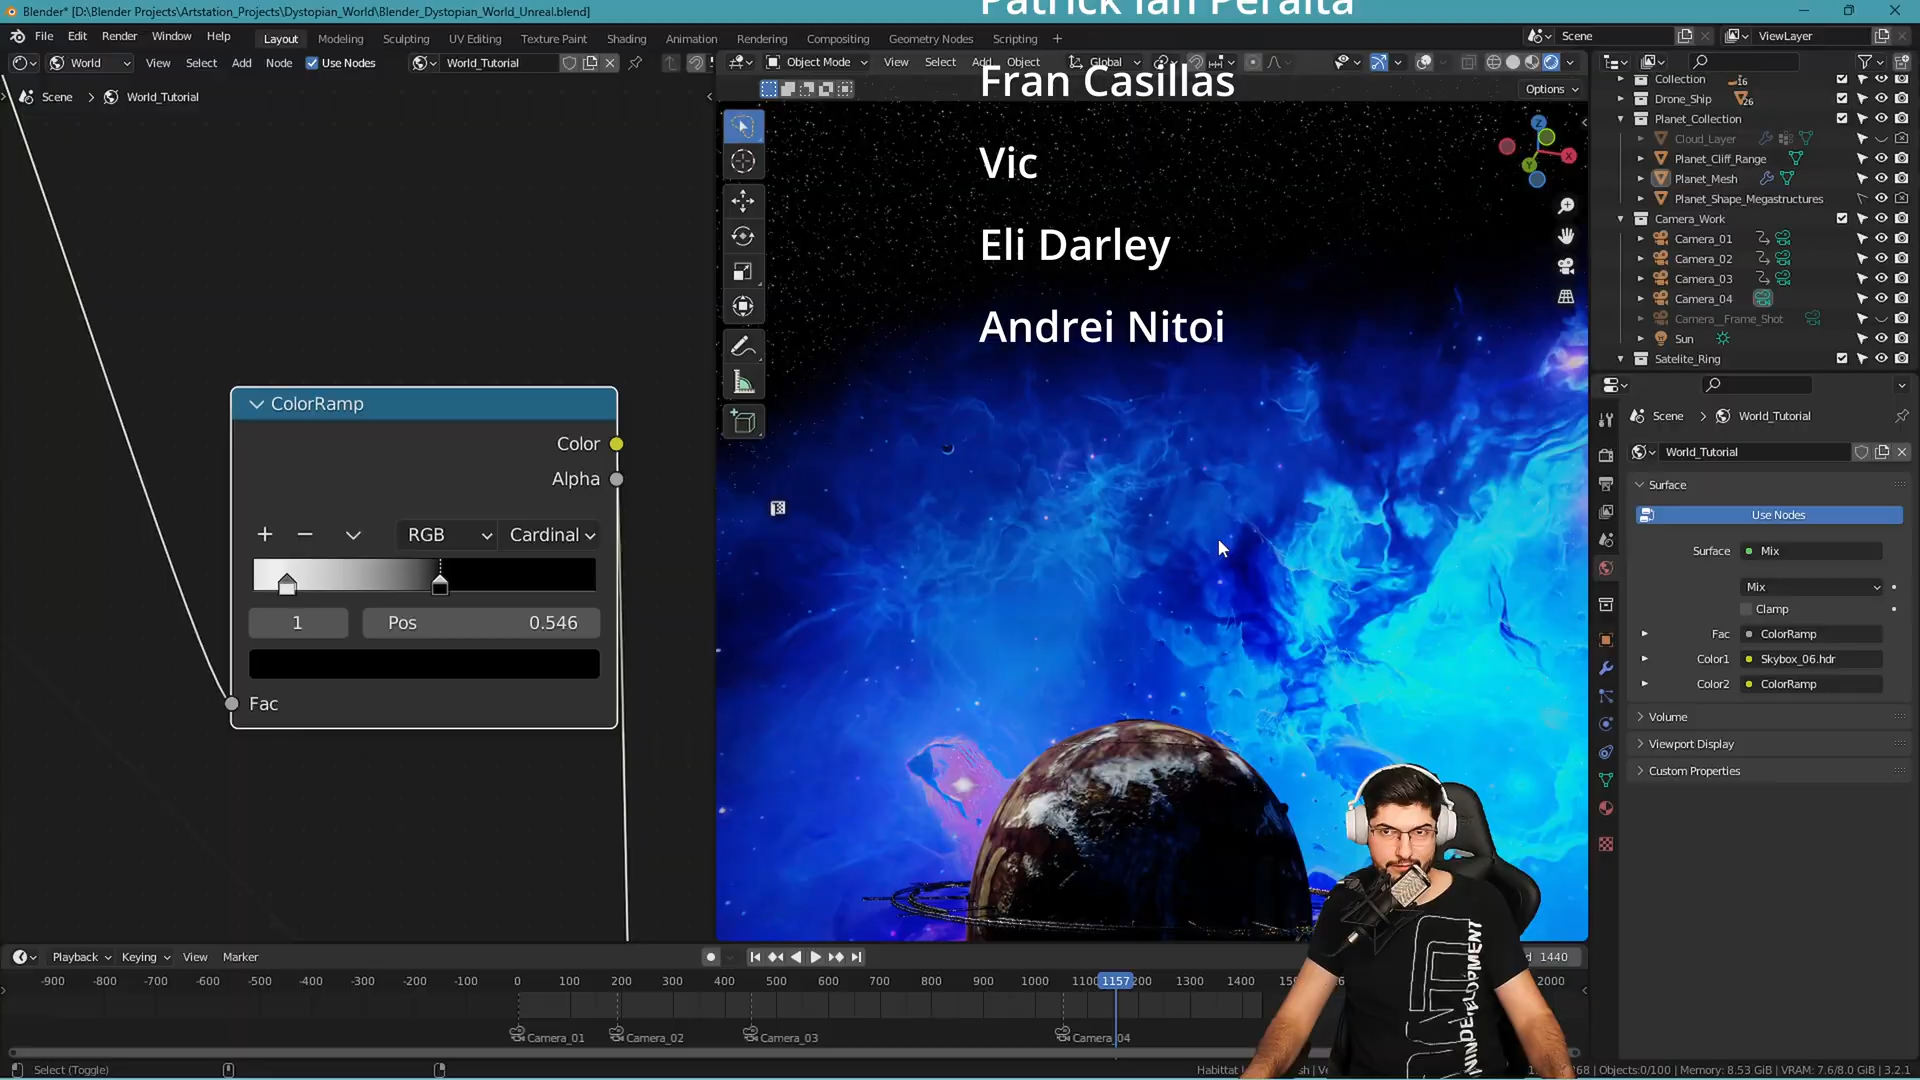 Blender* [D:\Blender Projects\Artstation_Projects\Dystopian_World\Blender_Dystopian_World_Unreal.blend]
Patrick Ian Peralta
File Edit Render Window Help
Layout Modeling Sculpting UV Editing Texture Paint Shading Animation Rendering Compositing Geometry Nodes Scripting
Scene
ViewLayer
World View Select Add Node Use Nodes World_Tutorial
Object Mode View Select Add Object Global
Options
Scene > World_Tutorial
Fran Casillas
Vic
Eli Darley
Andrei Nitoi
ColorRamp
Color
Alpha
RGB Cardinal
1 Pos 0.546
Fac
Z
X
Y
Collection 16
Drone_Ship 26
Planet_Collection
Cloud_Layer
Planet_Cliff_Range
Planet_Mesh
Planet_Shape_Megastructures
Camera_Work
Camera_01
Camera_02
Camera_03
Camera_04
Camera__Frame_Shot
Sun
Satelite_Ring
Scene > World_Tutorial
World_Tutorial
Surface
Use Nodes
Surface Mix
Mix
Clamp
Fac ColorRamp
Color1 Skybox_06.hdr
Color2 ColorRamp
Volume
Viewport Display
Custom Properties
Playback Keying View Marker
1440
-900 -800 -700 -600 -500 -400 -300 -200 -100 0 100 200 300 400 500 600 700 800 900 1000 1100 1157 1300 2000
Camera_01 Camera_02 Camera_03 Camera_04
Select (Toggle)
Objects:0/100 | Memory: 8.53 GiB | VRAM: 7.6/8.0 GiB | 3.2.1